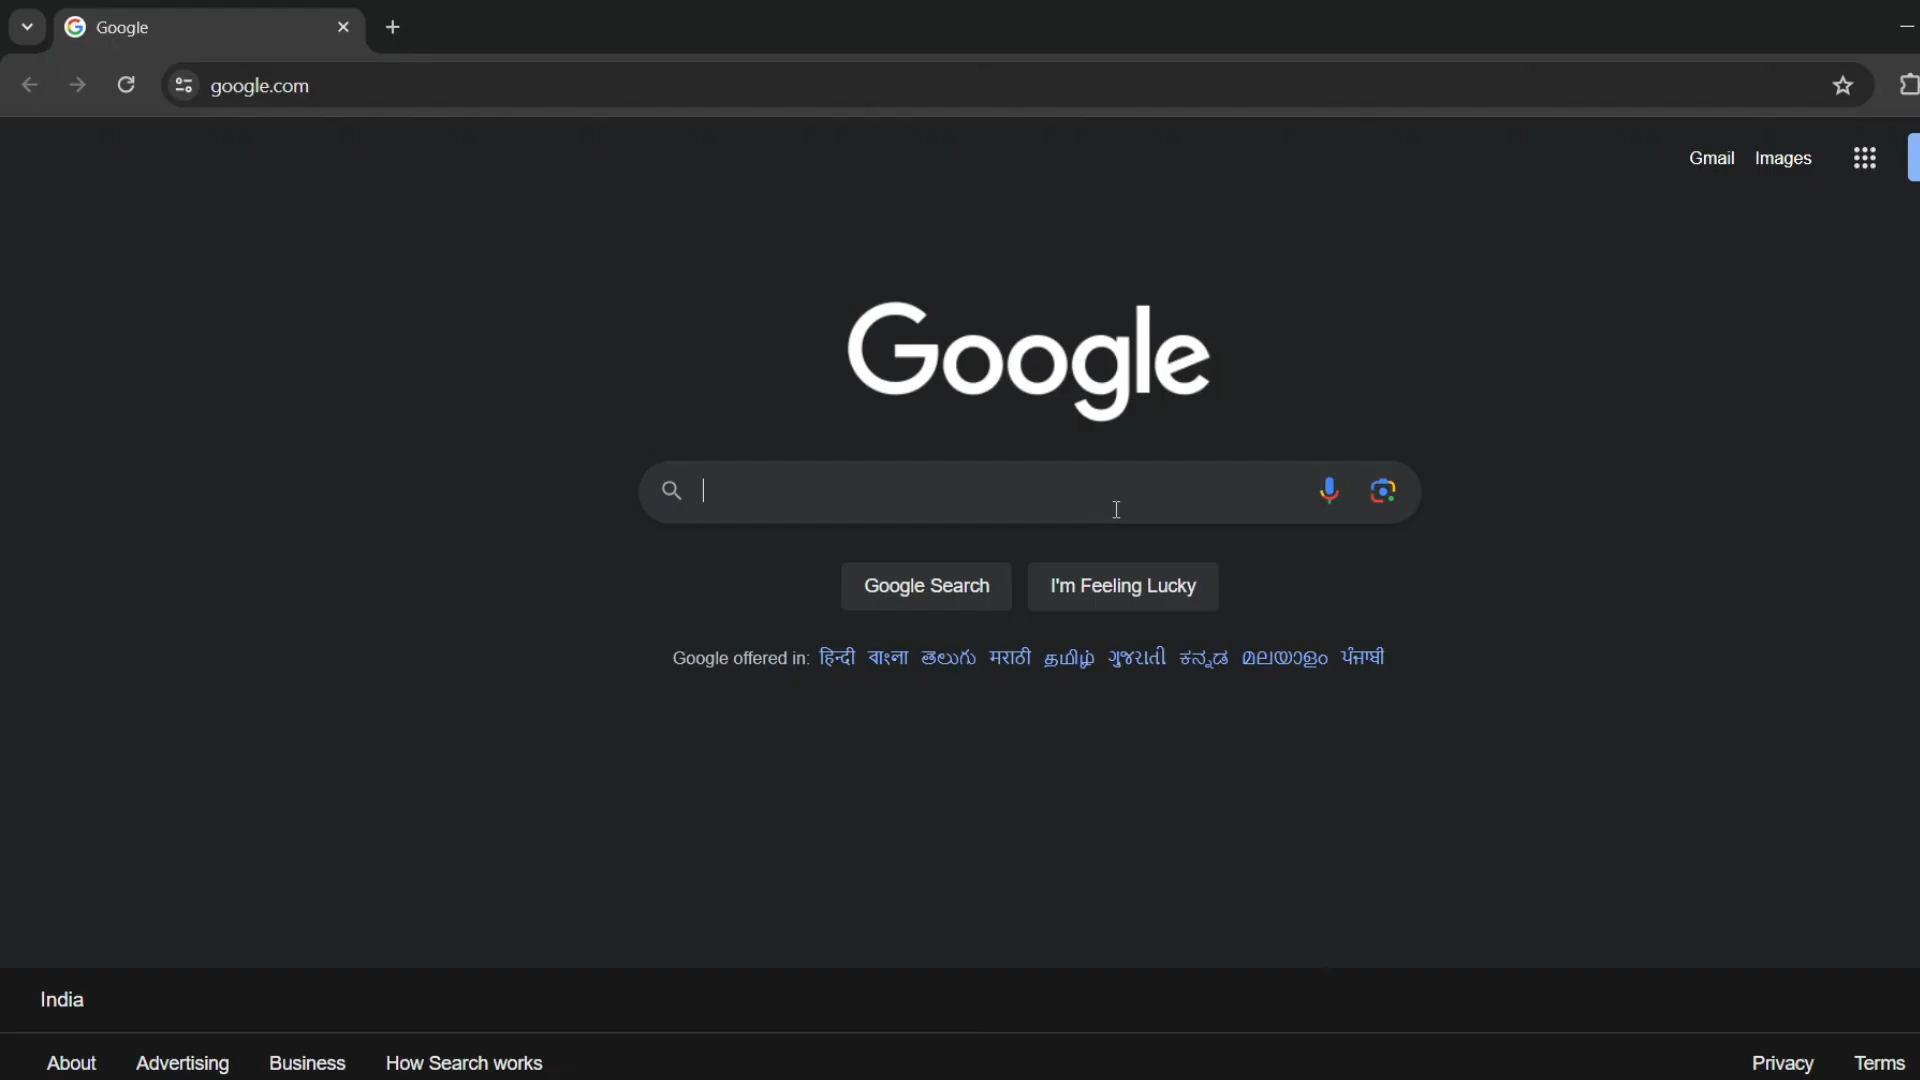 Google
google.com
Gmail Images
Google
Google Search I'm Feeling Lucky
Google offered in: हिन्दी বাংলা తెలుగు मराठी தமிழ் ગુજરાતી ಕನ್ನಡ മലയാളം ਪੰਜਾਬੀ
India
About Advertising Business How Search works Privacy Terms